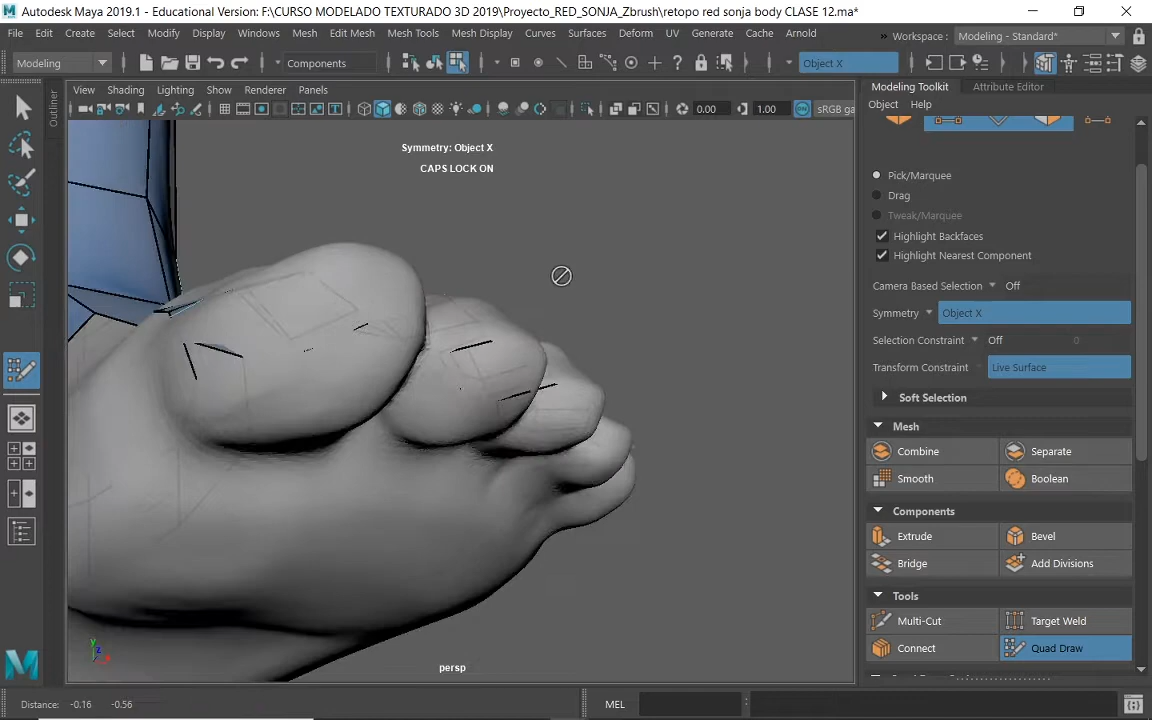 Autodesk Maya 2019.1 - Educational Version: F:\CURSO MODELADO TEXTURADO 3D 2019\Proyecto_RED_SONJA_Zbrush\retopo red sonja body CLASE 12.ma*
File Edit Create Select Modify Display Windows Mesh Edit Mesh Mesh Tools Mesh Display Curves Surfaces Deform UV Generate Cache Arnold » Workspace : Modeling - Standard*
Modeling Components Object X
View Shading Lighting Show Renderer Panels
0.00 1.00 sRGB ga
Outliner
Symmetry: Object X
CAPS LOCK ON
persp
y
z
Modeling Toolkit Attribute Editor
Object Help
Pick/Marquee
Drag
Tweak/Marquee
Highlight Backfaces
Highlight Nearest Component
Camera Based Selection Off
Symmetry Object X
Selection Constraint Off 0
Transform Constraint Live Surface
Soft Selection
Mesh
Combine Separate
Smooth Boolean
Components
Extrude Bevel
Bridge Add Divisions
Tools
Multi-Cut Target Weld
Connect Quad Draw
Distance: -0.16 -0.56 MEL